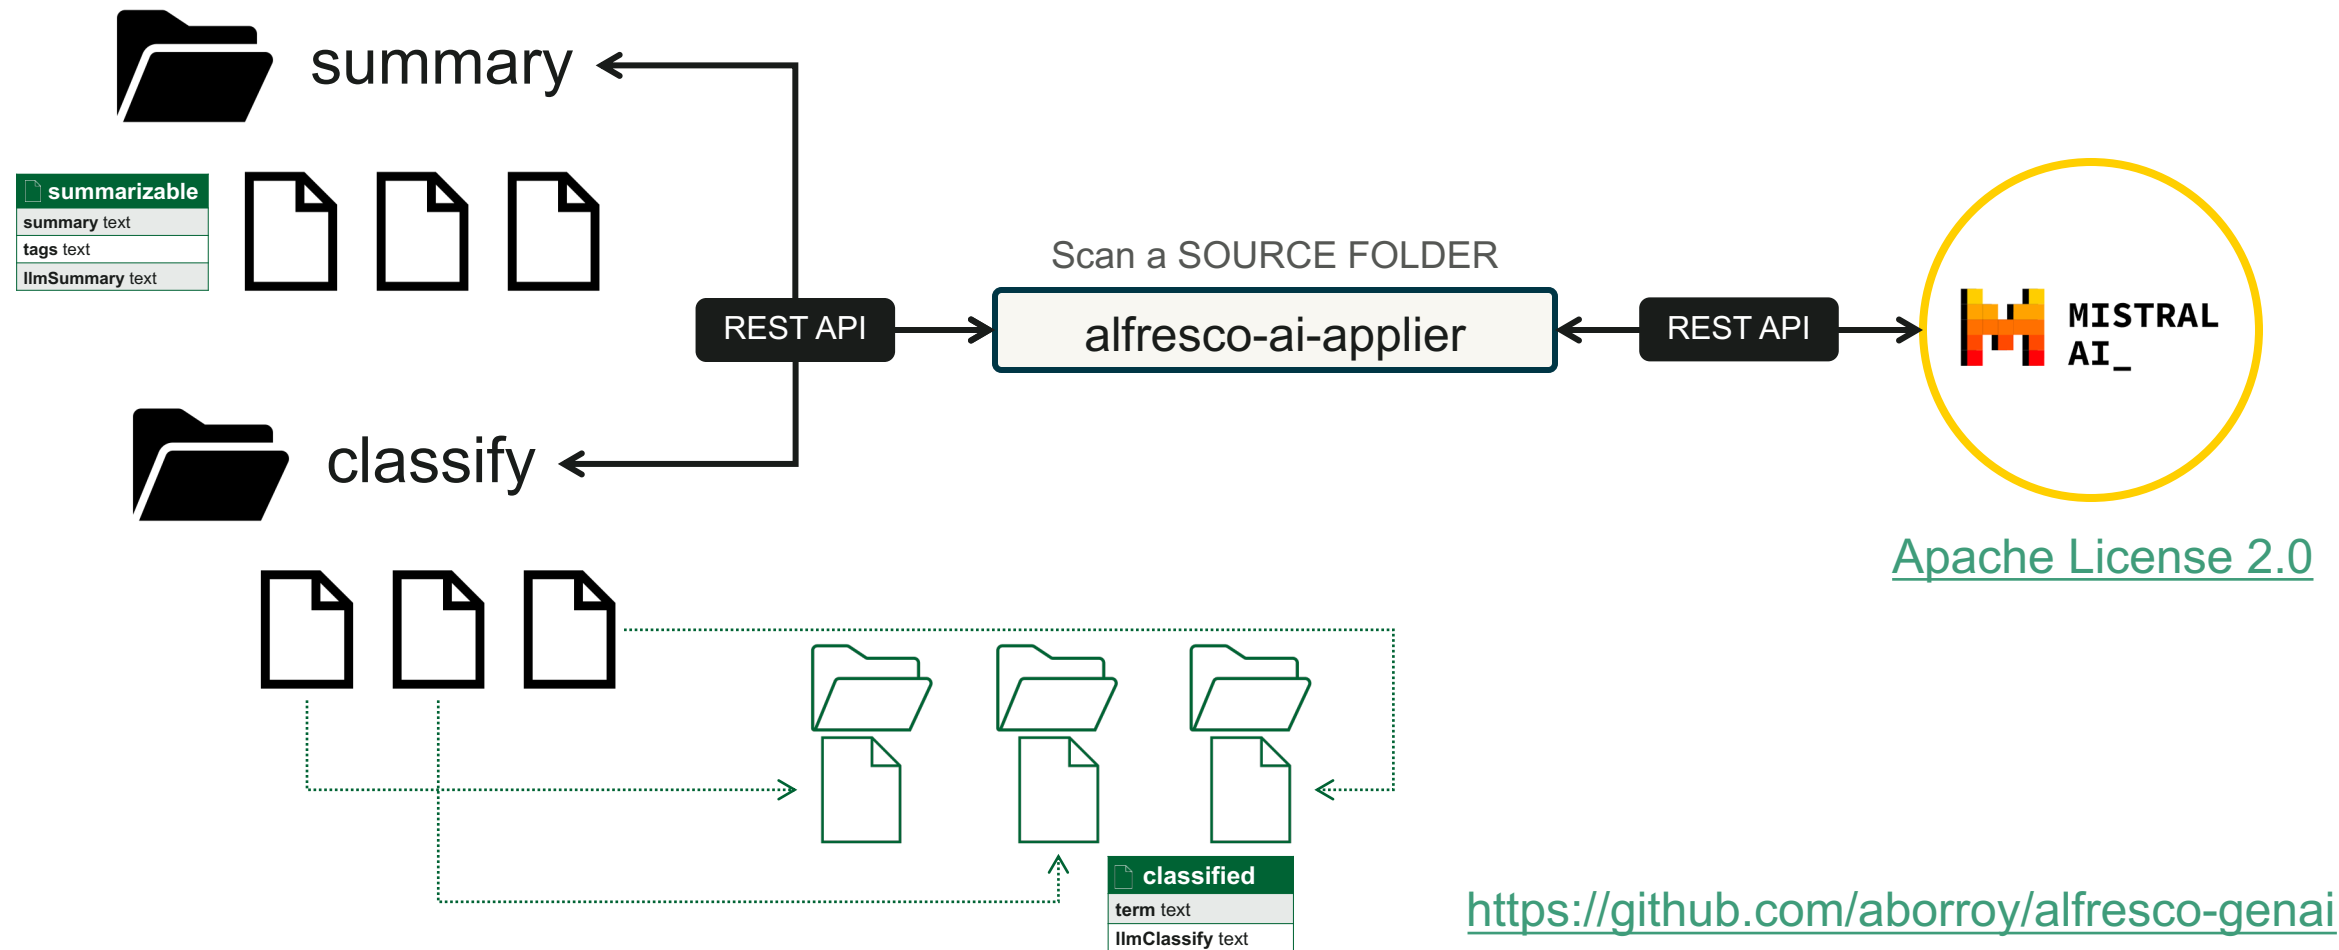 summary
summarizable
summary text
tags text
llmSummary text
Scan a SOURCE FOLDER
REST API
alfresco-ai-applier
REST API
MISTRAL
AI_
classify
Apache License 2.0
classified
term text
llmClassify text
https://github.com/aborroy/alfresco-genai